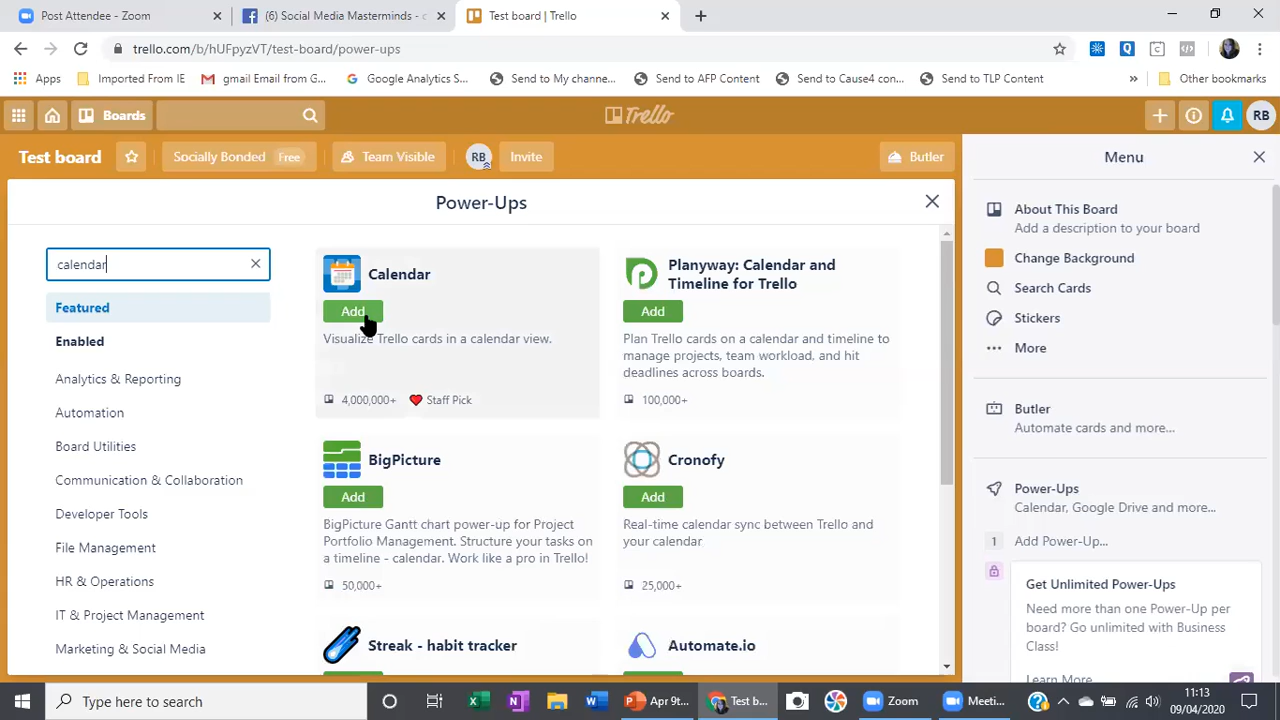 Post Attendee - Zoom
(6) Social Media Masterminds - c
Test board | Trello
trello.com/b/hUFpyzVT/test-board/power-ups
Apps
Imported From IE
gmail Email from G...
Google Analytics S...
Send to My channe...
Send to AFP Content
Send to Cause4 con...
Send to TLP Content
»
Other bookmarks
Boards
Trello
RB
Test board
Socially Bonded Free
Team Visible
RB
Invite
Butler
Menu
Power-Ups
calendar
Featured
Enabled
Analytics & Reporting
Automation
Board Utilities
Communication & Collaboration
Developer Tools
File Management
HR & Operations
IT & Project Management
Marketing & Social Media
Calendar
Add
Visualize Trello cards in a calendar view.
4,000,000+ Staff Pick
Planyway: Calendar and
Timeline for Trello
Add
Plan Trello cards on a calendar and timeline to
manage projects, team workload, and hit
deadlines across boards.
100,000+
BigPicture
Add
BigPicture Gantt chart power-up for Project
Portfolio Management. Structure your tasks on
a timeline - calendar. Work like a pro in Trello!
50,000+
Cronofy
Add
Real-time calendar sync between Trello and
your calendar
25,000+
Streak - habit tracker
Automate.io
About This Board
Add a description to your board
Change Background
Search Cards
Stickers
More
Butler
Automate cards and more...
Power-Ups
Calendar, Google Drive and more...
1 Add Power-Up...
Get Unlimited Power-Ups
Need more than one Power-Up per
board? Go unlimited with Business
Class!
Learn More
Type here to search
Apr 9t...
Test b...
Zoom
Meeti...
11:13
09/04/2020